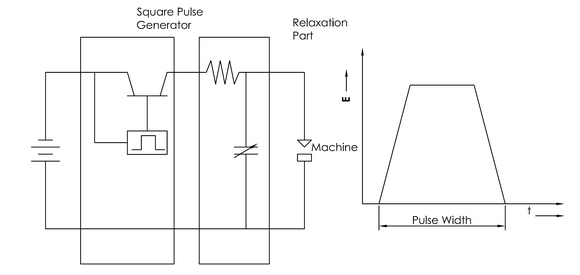 Square Pulse
Generator
Relaxation
Part
Machine
E
t
Pulse Width